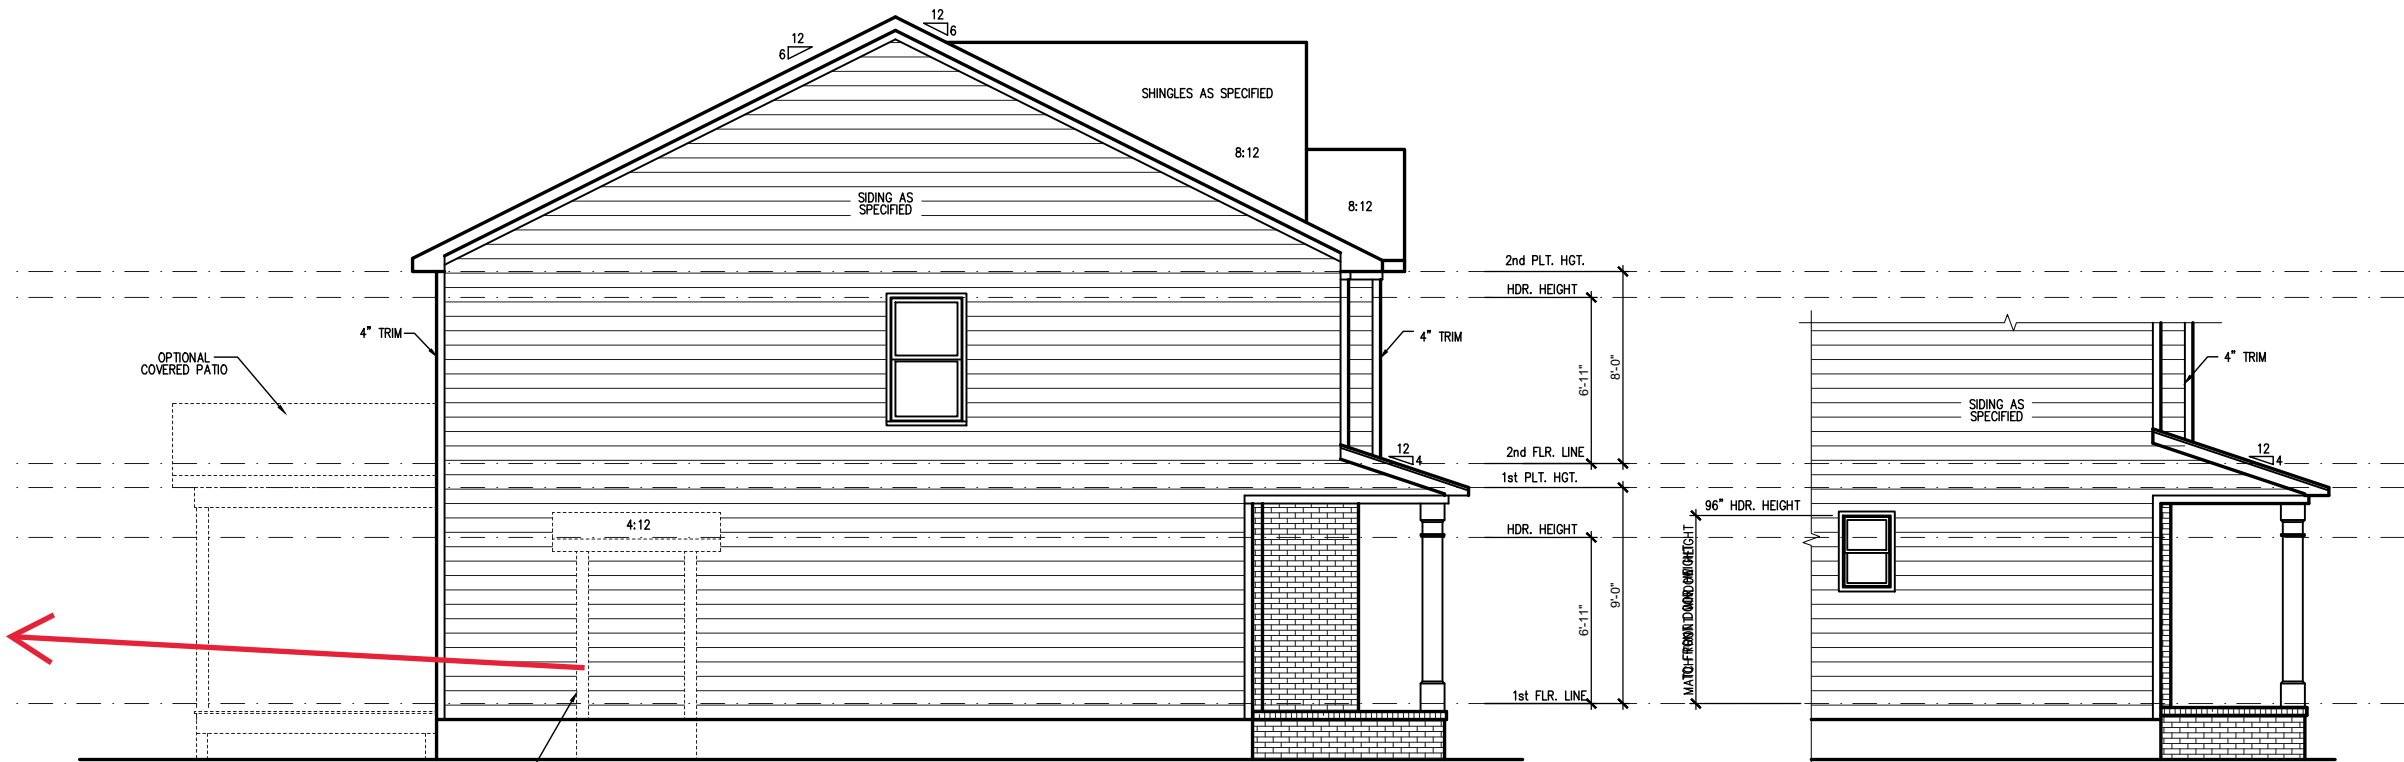 12
6
12
6
SHINGLES AS SPECIFIED
8:12
8:12
SIDING AS
SPECIFIED
2nd PLT. HGT.
HDR. HEIGHT
4" TRIM
4" TRIM
OPTIONAL
COVERED PATIO
6'-11"
8'-0"
12
4
2nd FLR. LINE
1st PLT. HGT.
4:12
HDR. HEIGHT
6'-11"
9'-0"
1st FLR. LINE
4" TRIM
SIDING AS
SPECIFIED
12
4
96" HDR. HEIGHT